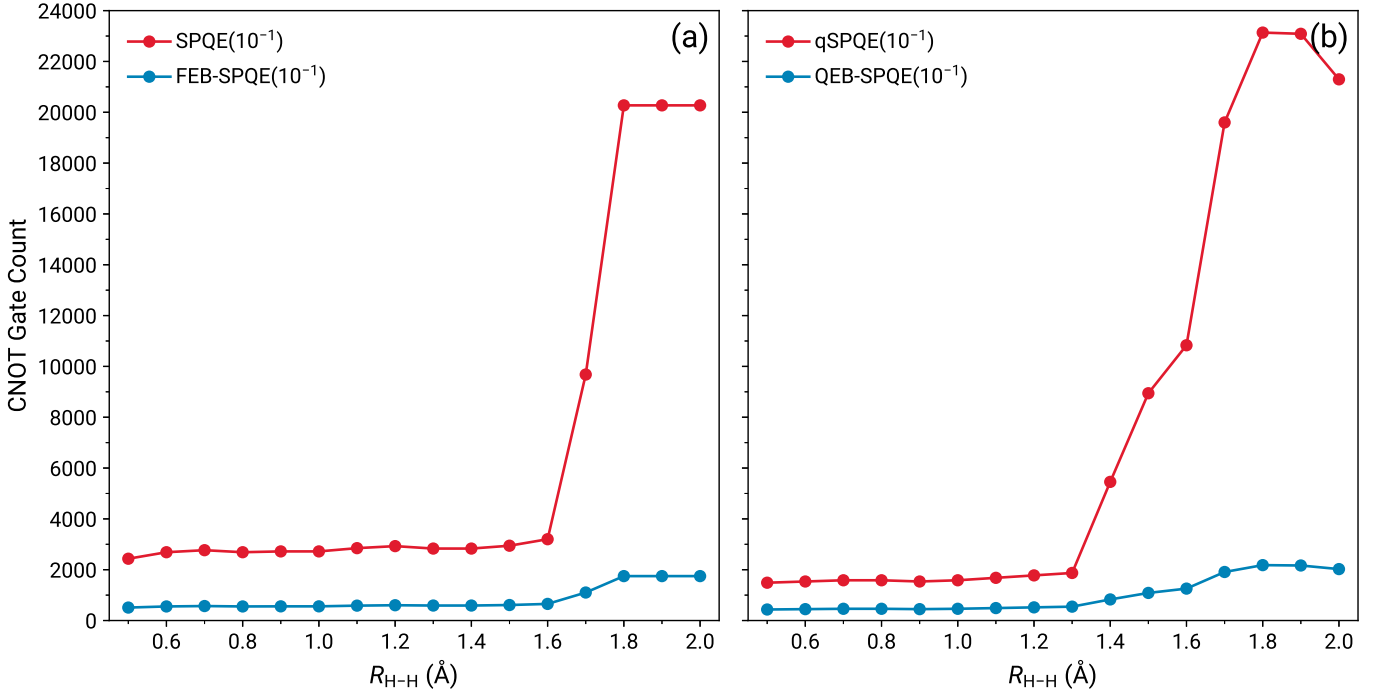 CNOT Gate Count
24000
22000
20000
18000
16000
14000
12000
10000
8000
6000
4000
2000
0
SPQE(10⁻¹)
FEB-SPQE(10⁻¹)
(a)
0.6 0.8 1.0 1.2 1.4 1.6 1.8 2.0
R_H−H (Å)
qSPQE(10⁻¹)
QEB-SPQE(10⁻¹)
(b)
0.6 0.8 1.0 1.2 1.4 1.6 1.8 2.0
R_H−H (Å)